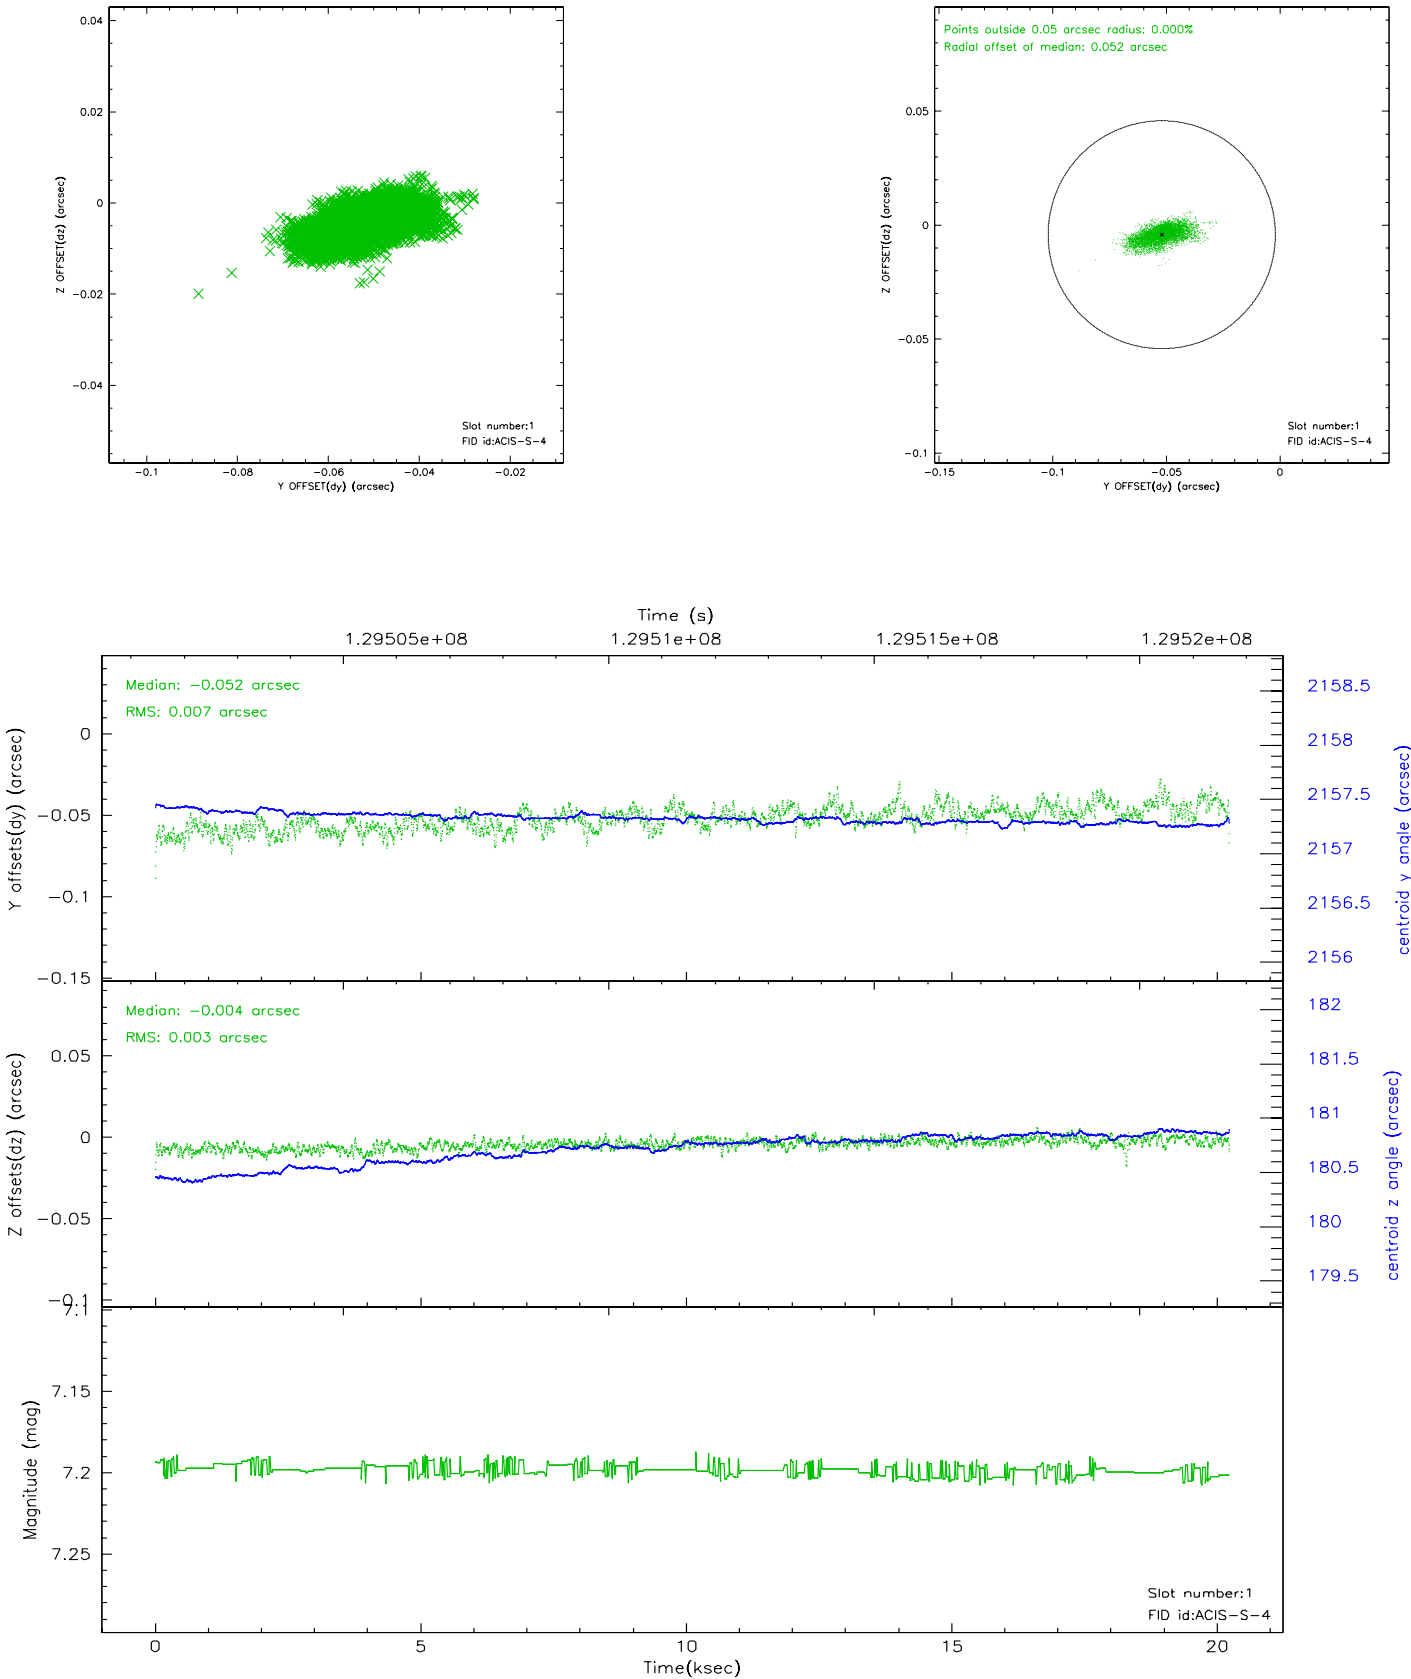 0.04
0.02
0
−0.02
−0.04
Z OFFSET(dz) (arcsec)
−0.1
−0.08
−0.06
−0.04
−0.02
Y OFFSET(dy) (arcsec)
Slot number:1
FID id:ACIS−S−4
Points outside 0.05 arcsec radius: 0.000%
Radial offset of median: 0.052 arcsec
0.05
0
−0.05
−0.1
Z OFFSET(dz) (arcsec)
−0.15
−0.1
−0.05
0
Y OFFSET(dy) (arcsec)
Slot number:1
FID id:ACIS−S−4
Time (s)
1.29505e+08
1.2951e+08
1.29515e+08
1.2952e+08
Median: −0.052 arcsec
RMS: 0.007 arcsec
0
−0.05
−0.1
−0.15
Y offsets(dy) (arcsec)
2158.5
2158
2157.5
2157
2156.5
2156
centroid y angle (arcsec)
Median: −0.004 arcsec
RMS: 0.003 arcsec
0.05
0
−0.05
−0.1
Z offsets(dz) (arcsec)
182
181.5
181
180.5
180
179.5
centroid z angle (arcsec)
7.1
7.15
7.2
7.25
Magnitude (mag)
Slot number:1
FID id:ACIS−S−4
0
5
10
15
20
Time(ksec)